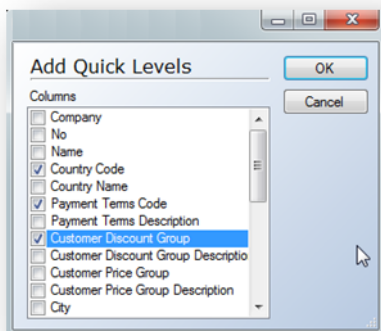 Add Quick Levels
OK
Columns
Cancel
Company
No
Name
Country Code
Country Name
Payment Terms Code
Payment Terms Description
Customer Discount Group
Customer Discount Group Descriptio
Customer Price Group
Customer Price Group Description
City